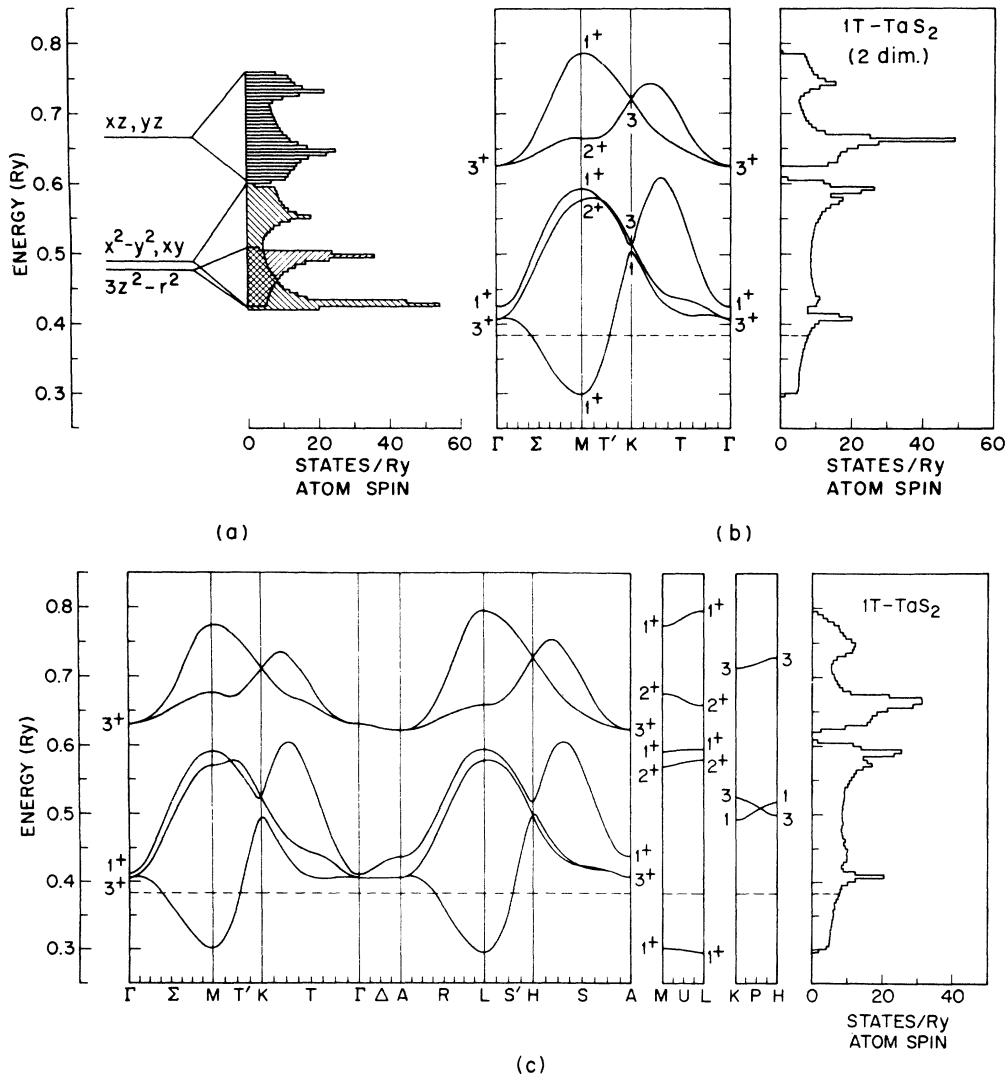 ENERGY (Ry)
0.8
0.7
0.6
0.5
0.4
0.3
xz, yz
x²-y², xy
3z²-r²
0 20 40 60
STATES/Ry
ATOM SPIN
(a)
1⁺
3⁺ 2⁺ 3 3⁺
1⁺
2⁺ 3
1⁺ 1 1⁺
3⁺ 3⁺
1⁺
Γ Σ M T' K T Γ
(b)
1T-TaS₂
(2 dim.)
0 20 40 60
STATES/Ry
ATOM SPIN
ENERGY (Ry)
0.8
0.7
0.6
0.5
0.4
0.3
3⁺ 3⁺
1⁺ 1⁺
3⁺ 3⁺
Γ Σ M T' K T Γ Δ A R L S' H S A
1⁺ 1⁺
2⁺ 2⁺
1⁺ 1⁺
2⁺ 2⁺
1⁺ 1⁺
M U L
3 3
3 1
1 3
K P H
1T-TaS₂
0 20 40
STATES/Ry
ATOM SPIN
(c)